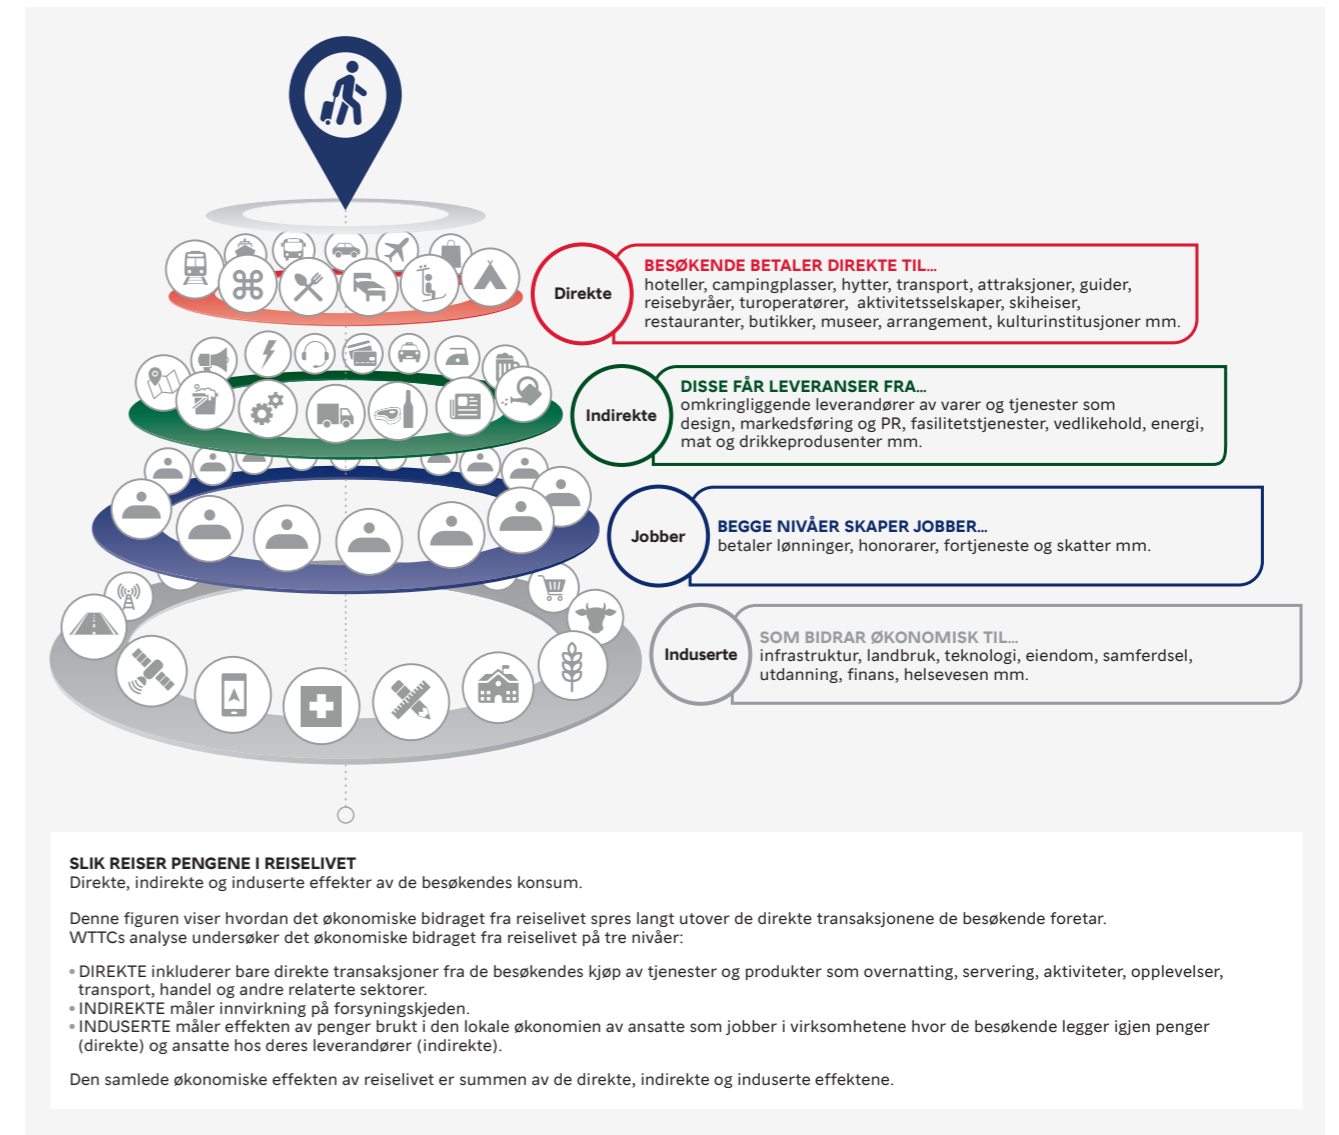 Direkte
BESØKENDE BETALER DIREKTE TIL...
hoteller, campingplasser, hytter, transport, attraksjoner, guider,
reisebyråer, turoperatører, aktivitetsselskaper, skiheiser,
restauranter, butikker, museer, arrangement, kulturinstitusjoner mm.
Indirekte
DISSE FÅR LEVERANSER FRA...
omkringliggende leverandører av varer og tjenester som
design, markedsføring og PR, fasilitetstjenester, vedlikehold, energi,
mat og drikkeprodusenter mm.
Jobber
BEGGE NIVÅER SKAPER JOBBER...
betaler lønninger, honorarer, fortjeneste og skatter mm.
Induserte
SOM BIDRAR ØKONOMISK TIL...
infrastruktur, landbruk, teknologi, eiendom, samferdsel,
utdanning, finans, helsevesen mm.
SLIK REISER PENGENE I REISELIVET
Direkte, indirekte og induserte effekter av de besøkendes konsum.
Denne figuren viser hvordan det økonomiske bidraget fra reiselivet spres langt utover de direkte transaksjonene de besøkende foretar.
WTTCs analyse undersøker det økonomiske bidraget fra reiselivet på tre nivåer:
• DIREKTE inkluderer bare direkte transaksjoner fra de besøkendes kjøp av tjenester og produkter som overnatting, servering, aktiviteter, opplevelser,
transport, handel og andre relaterte sektorer.
• INDIREKTE måler innvirkning på forsyningskjeden.
• INDUSERTE måler effekten av penger brukt i den lokale økonomien av ansatte som jobber i virksomhetene hvor de besøkende legger igjen penger
(direkte) og ansatte hos deres leverandører (indirekte).
Den samlede økonomiske effekten av reiselivet er summen av de direkte, indirekte og induserte effektene.